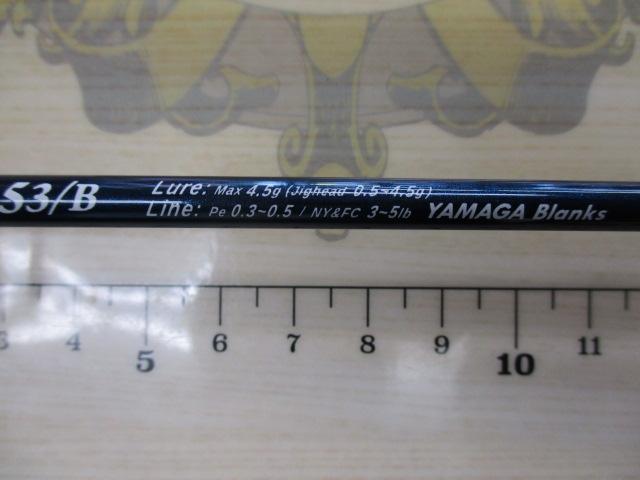 53/B Lure: Max 4.5g (Jighead 0.5~4.5g)
Line: Pe 0.3~0.5 / NY&FC 3~5lb YAMAGA Blanks
3 4 5 6 7 8 9 10 11